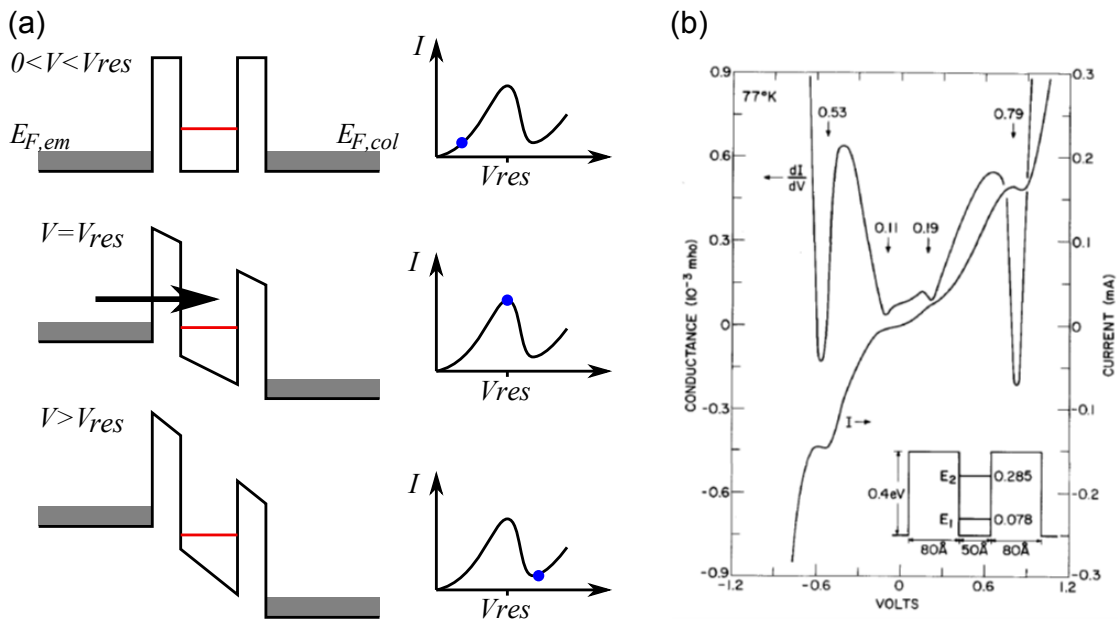 (a)
0<V<Vres
E_F,em
E_F,col
I
Vres
V=Vres
I
Vres
V>Vres
I
Vres
(b)
77°K
0.53
0.79
dI
dV
0.11
0.19
I
E2
0.285
0.4eV
E1
0.078
80Å
50Å
80Å
CONDUCTANCE (10⁻³ mho)
0.9
0.6
0.3
0
-0.3
-0.6
-0.9
CURRENT (mA)
0.3
0.2
0.1
0
-0.1
-0.2
-0.3
-1.2
-0.6
0
0.6
1.2
VOLTS